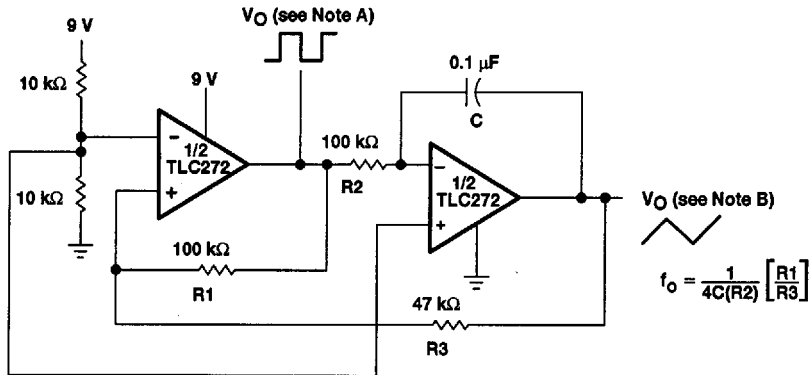 V_O (see Note A)
9 V
10 kΩ
9 V
0.1 μF
C
−
1/2
TLC272
+
100 kΩ
R2
−
1/2
TLC272
+
10 kΩ
V_O (see Note B)
100 kΩ
R1
f_o = 1/4C(R2) [R1/R3]
47 kΩ
R3